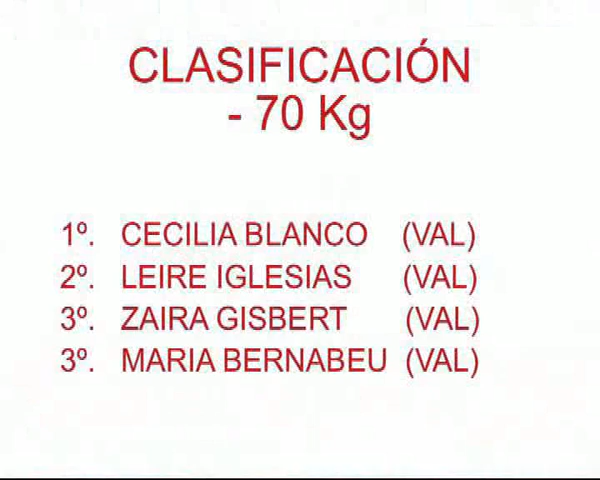 CLASIFICACIÓN
- 70 Kg
1º. CECILIA BLANCO (VAL)
2º. LEIRE IGLESIAS (VAL)
3º. ZAIRA GISBERT (VAL)
3º. MARIA BERNABEU (VAL)